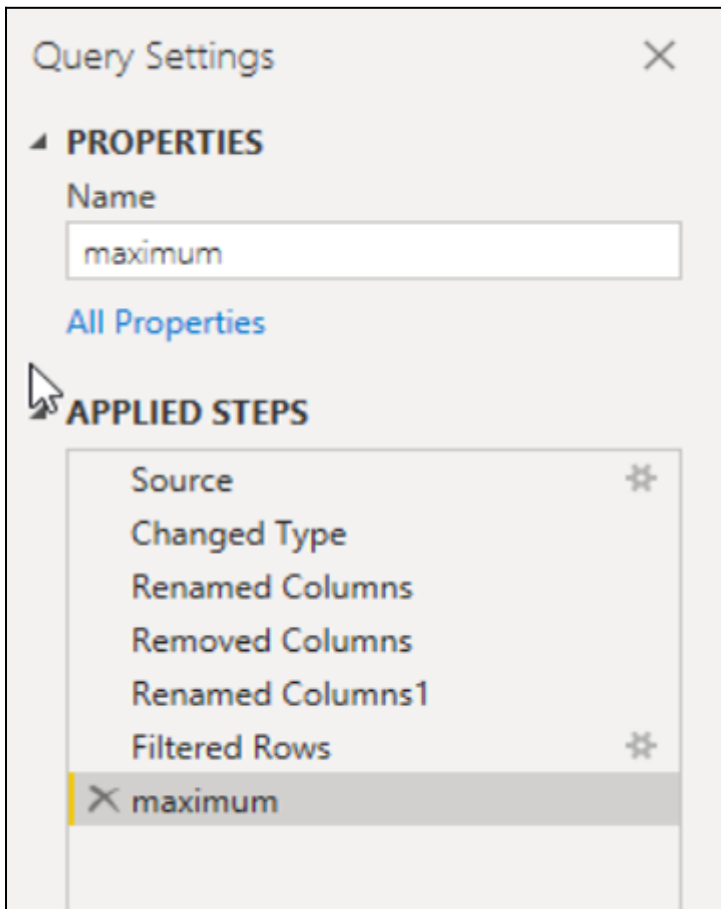 Query Settings
PROPERTIES
Name
maximum
All Properties
APPLIED STEPS
Source
Changed Type
Renamed Columns
Removed Columns
Renamed Columns1
Filtered Rows
maximum